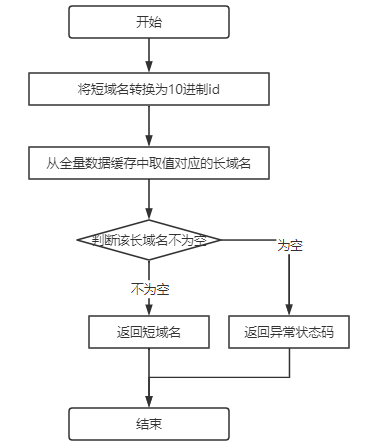 开始
将短域名转换为10进制id
从全量数据缓存中取值对应的长域名
判断该长域名不为空
为空
不为空
返回短域名
返回异常状态码
结束